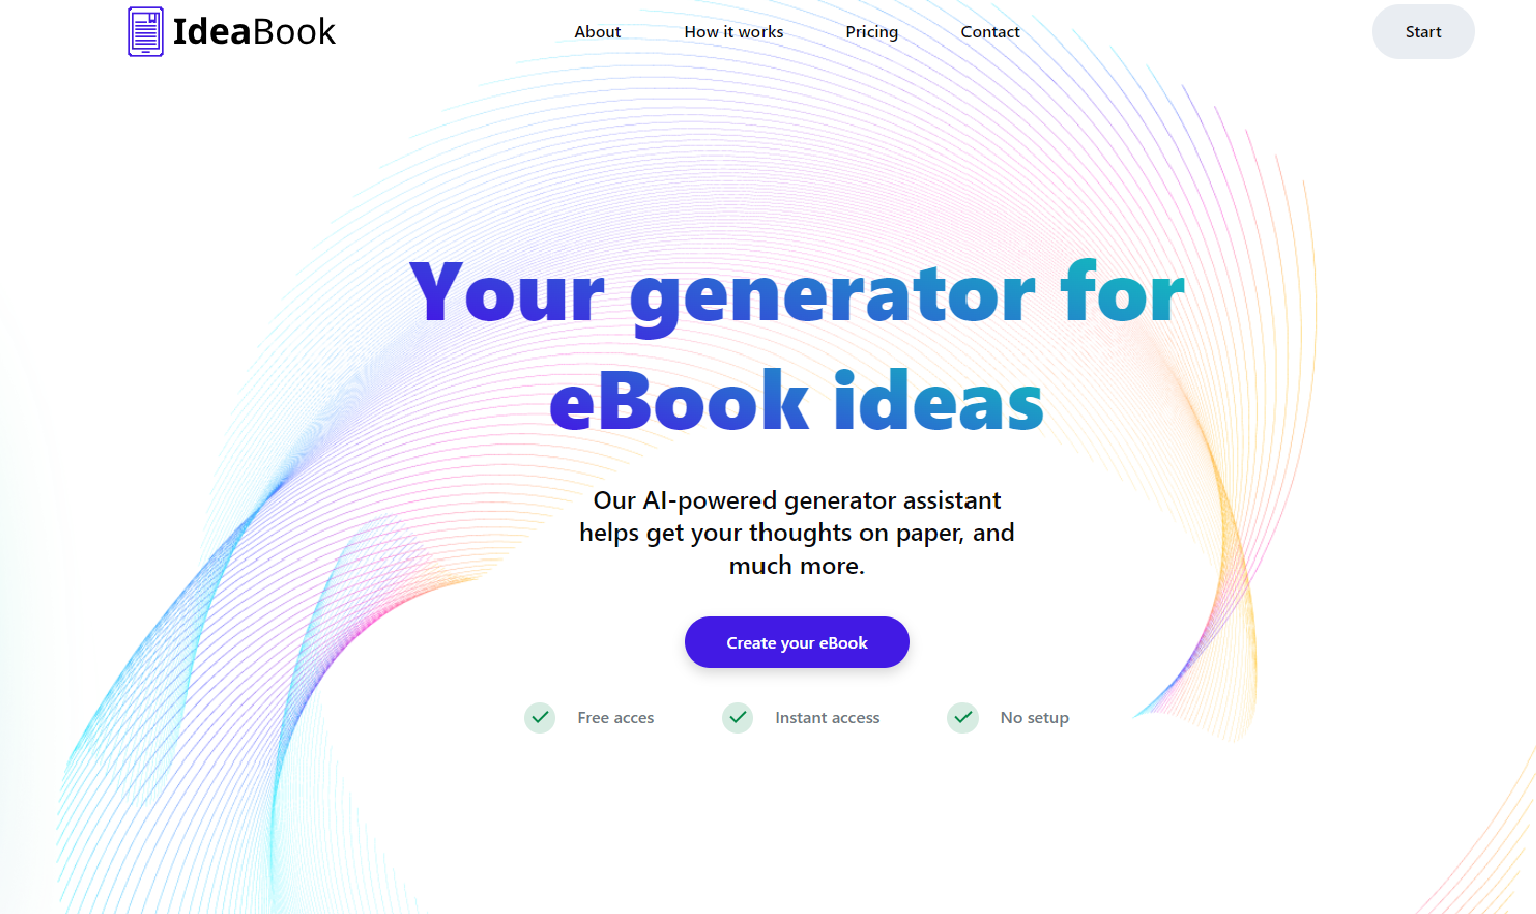 IdeaBook
About
How it works
Pricing
Contact
Start
Your generator for
eBook ideas
Our AI-powered generator assistant
helps get your thoughts on paper, and
much more.
Create your eBook
Free acces
Instant access
No setup